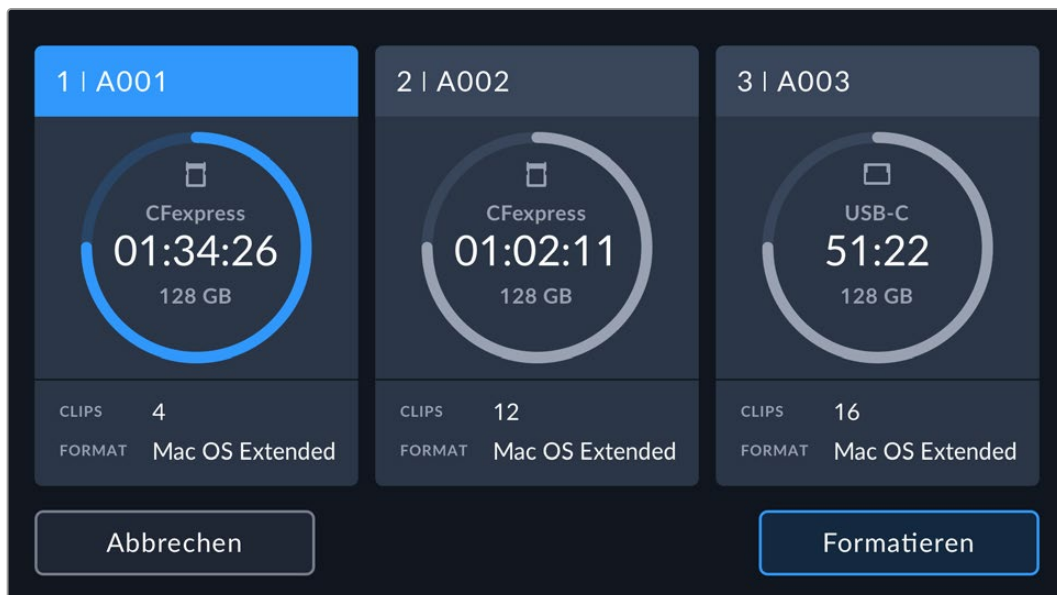 1 | A001
CFexpress
01:34:26
128 GB
CLIPS 4
FORMAT Mac OS Extended
2 | A002
CFexpress
01:02:11
128 GB
CLIPS 12
FORMAT Mac OS Extended
3 | A003
USB-C
51:22
128 GB
CLIPS 16
FORMAT Mac OS Extended
Abbrechen
Formatieren